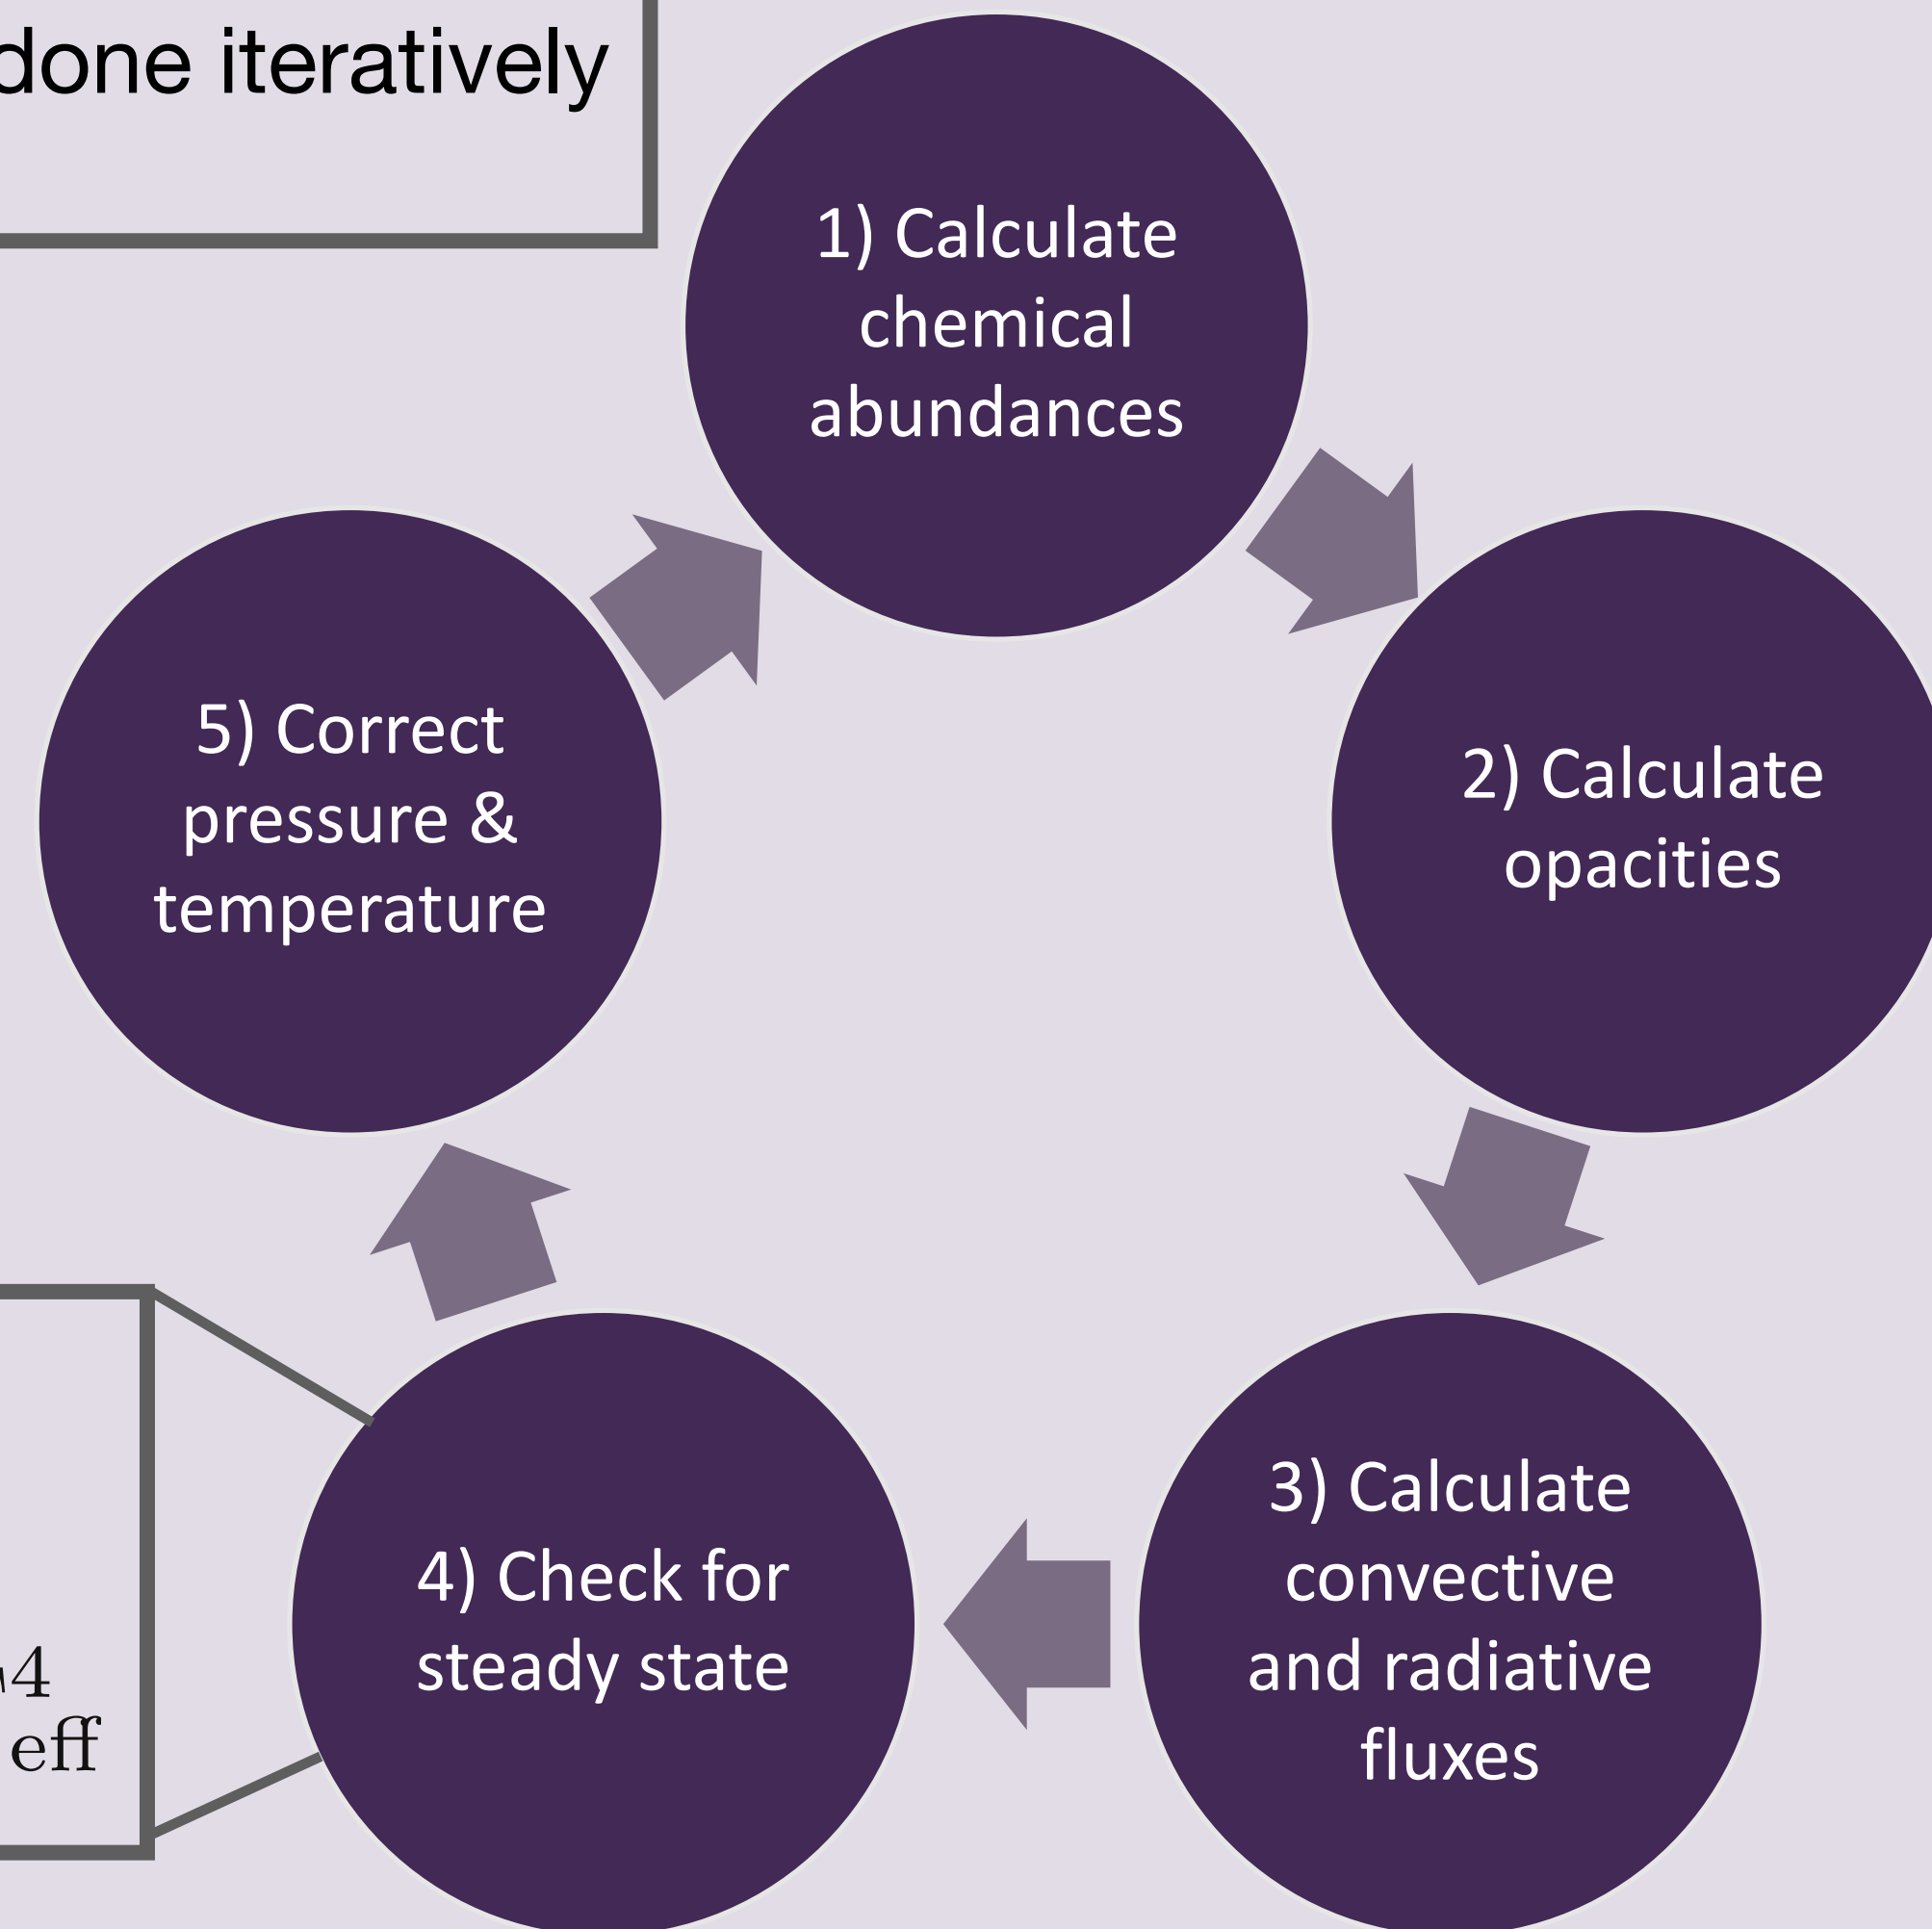 done iteratively
1) Calculate
chemical
abundances
2) Calculate
opacities
3) Calculate
convective
and radiative
fluxes
4) Check for
steady state
5) Correct
pressure &
temperature
4
eff